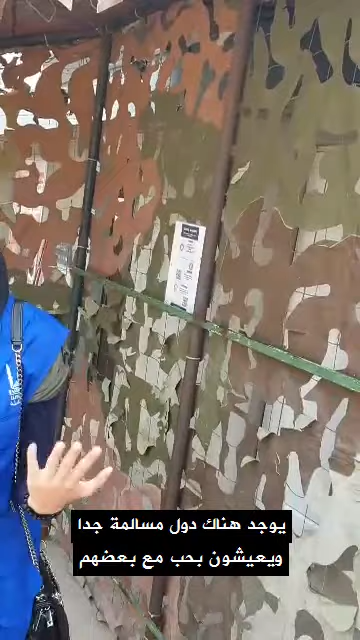 يوجد هناك دول مسالمة جدا
ويعيشون بحب مع بعضهم